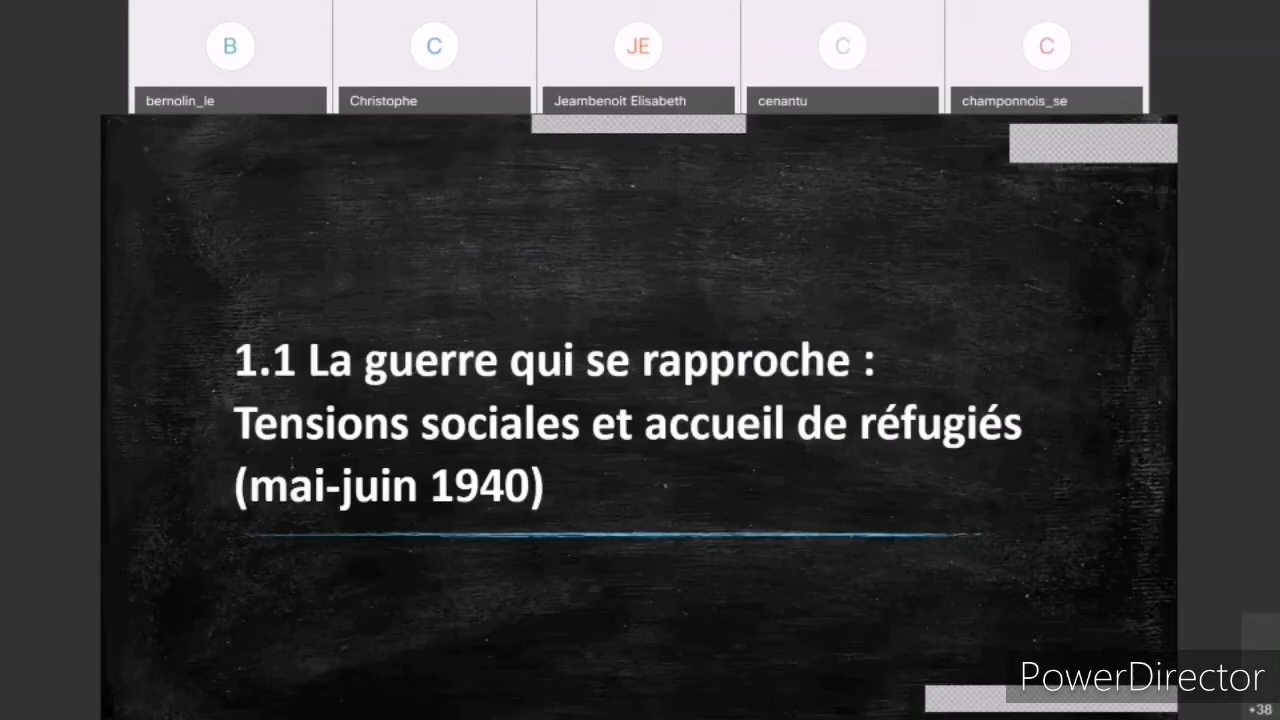 B
C
JE
C
C
bernolin_le
Christophe
Jeambenoit Elisabeth
cenantu
champonnois_se
1.1 La guerre qui se rapproche :
Tensions sociales et accueil de réfugiés
(mai-juin 1940)
PowerDirector
+38